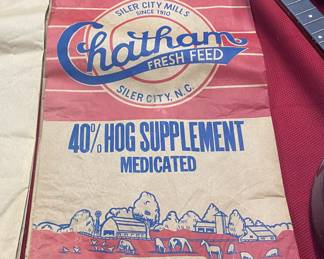 SILER CITY MILLS
SINCE 1910
Chatham
FRESH FEED
SILER CITY, N.C.
40% HOG SUPPLEMENT
MEDICATED